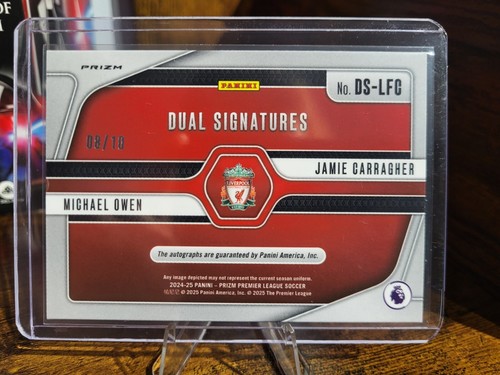 PRIZM
PANINI
No. DS-LFC
DUAL SIGNATURES
08/10
JAMIE CARRAGHER
LIVERPOOL
MICHAEL OWEN
The autographs are guaranteed by Panini America, Inc.
Any image depicted may not represent the current season uniform.
2024-25 PANINI - PRIZM PREMIER LEAGUE SOCCER
© 2025 Panini America, Inc. © 2025 The Premier League